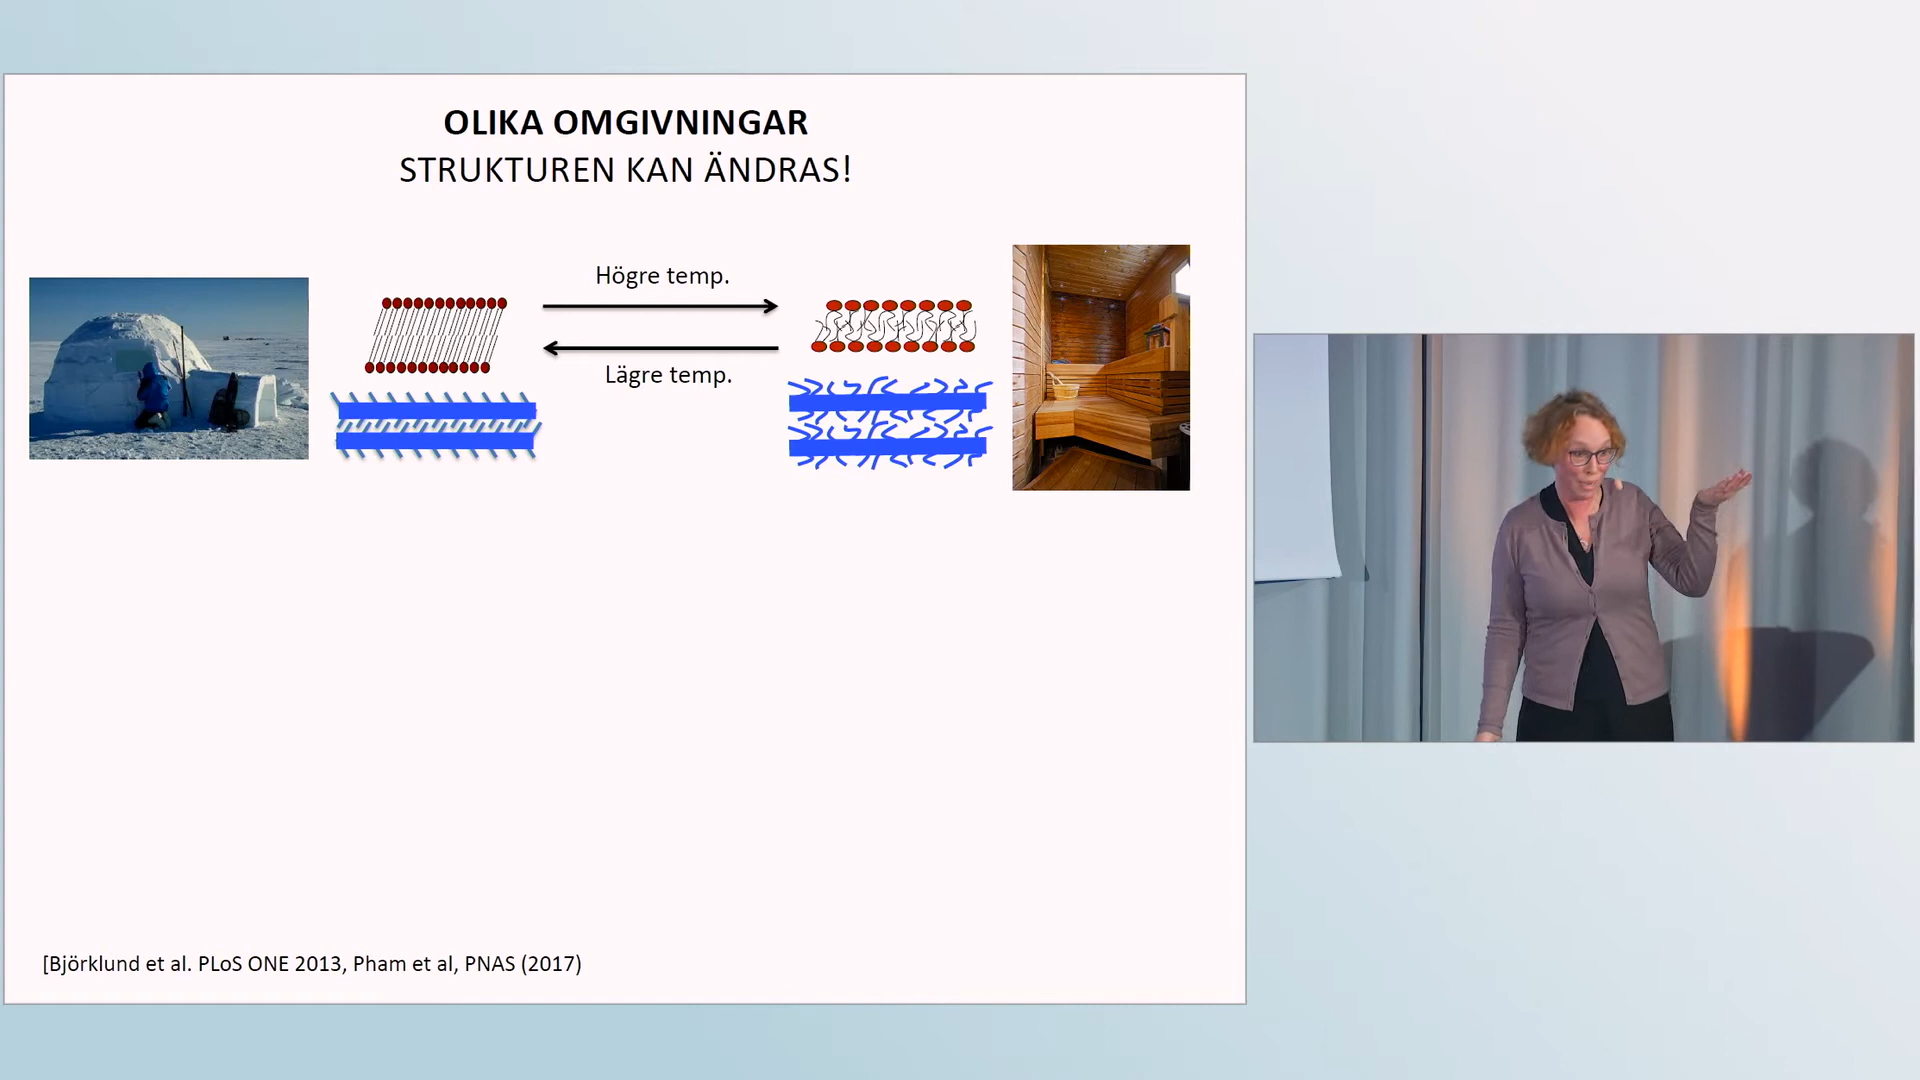 OLIKA OMGIVNINGAR
STRUKTUREN KAN ÄNDRAS!
Högre temp.
Lägre temp.
[Björklund et al. PLoS ONE 2013, Pham et al, PNAS (2017)